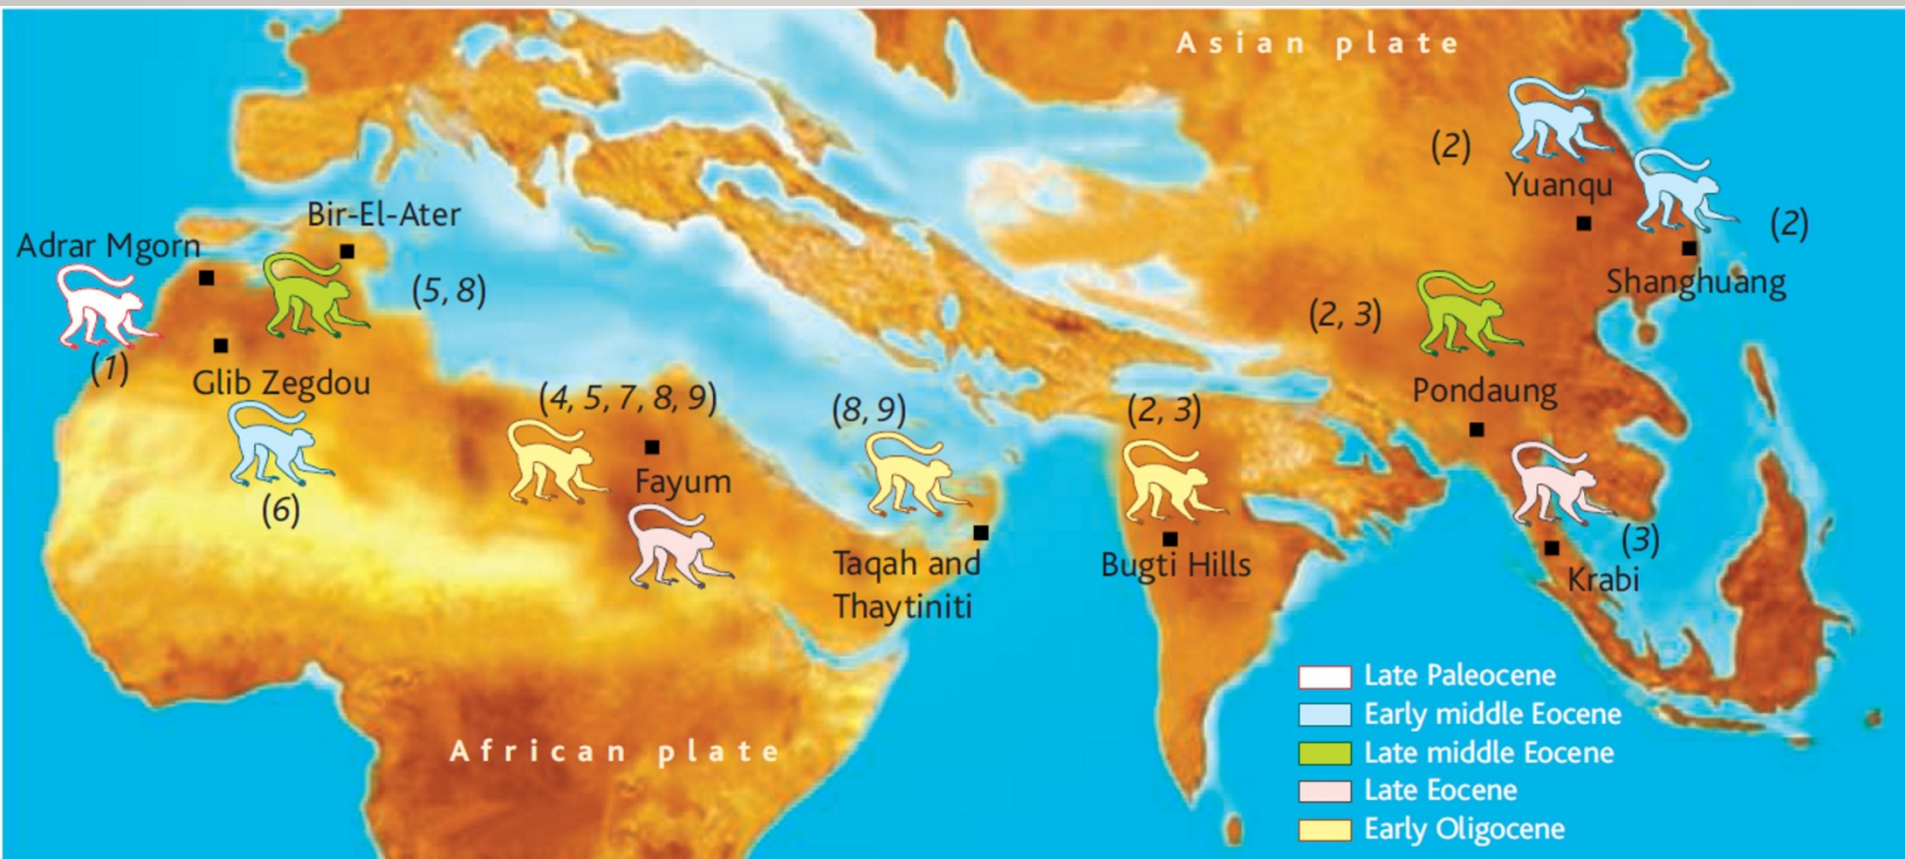 Asian plate
(2)
Yuanqu
(2)
Shanghuang
Bir-El-Ater
Adrar Mgorn
(5, 8)
(1)
Glib Zegdou
(6)
(2, 3)
Pondaung
(4, 5, 7, 8, 9)
Fayum
(8, 9)
Taqah and
Thaytiniti
(2, 3)
Bugti Hills
(3)
Krabi
African plate
Late Paleocene
Early middle Eocene
Late middle Eocene
Late Eocene
Early Oligocene